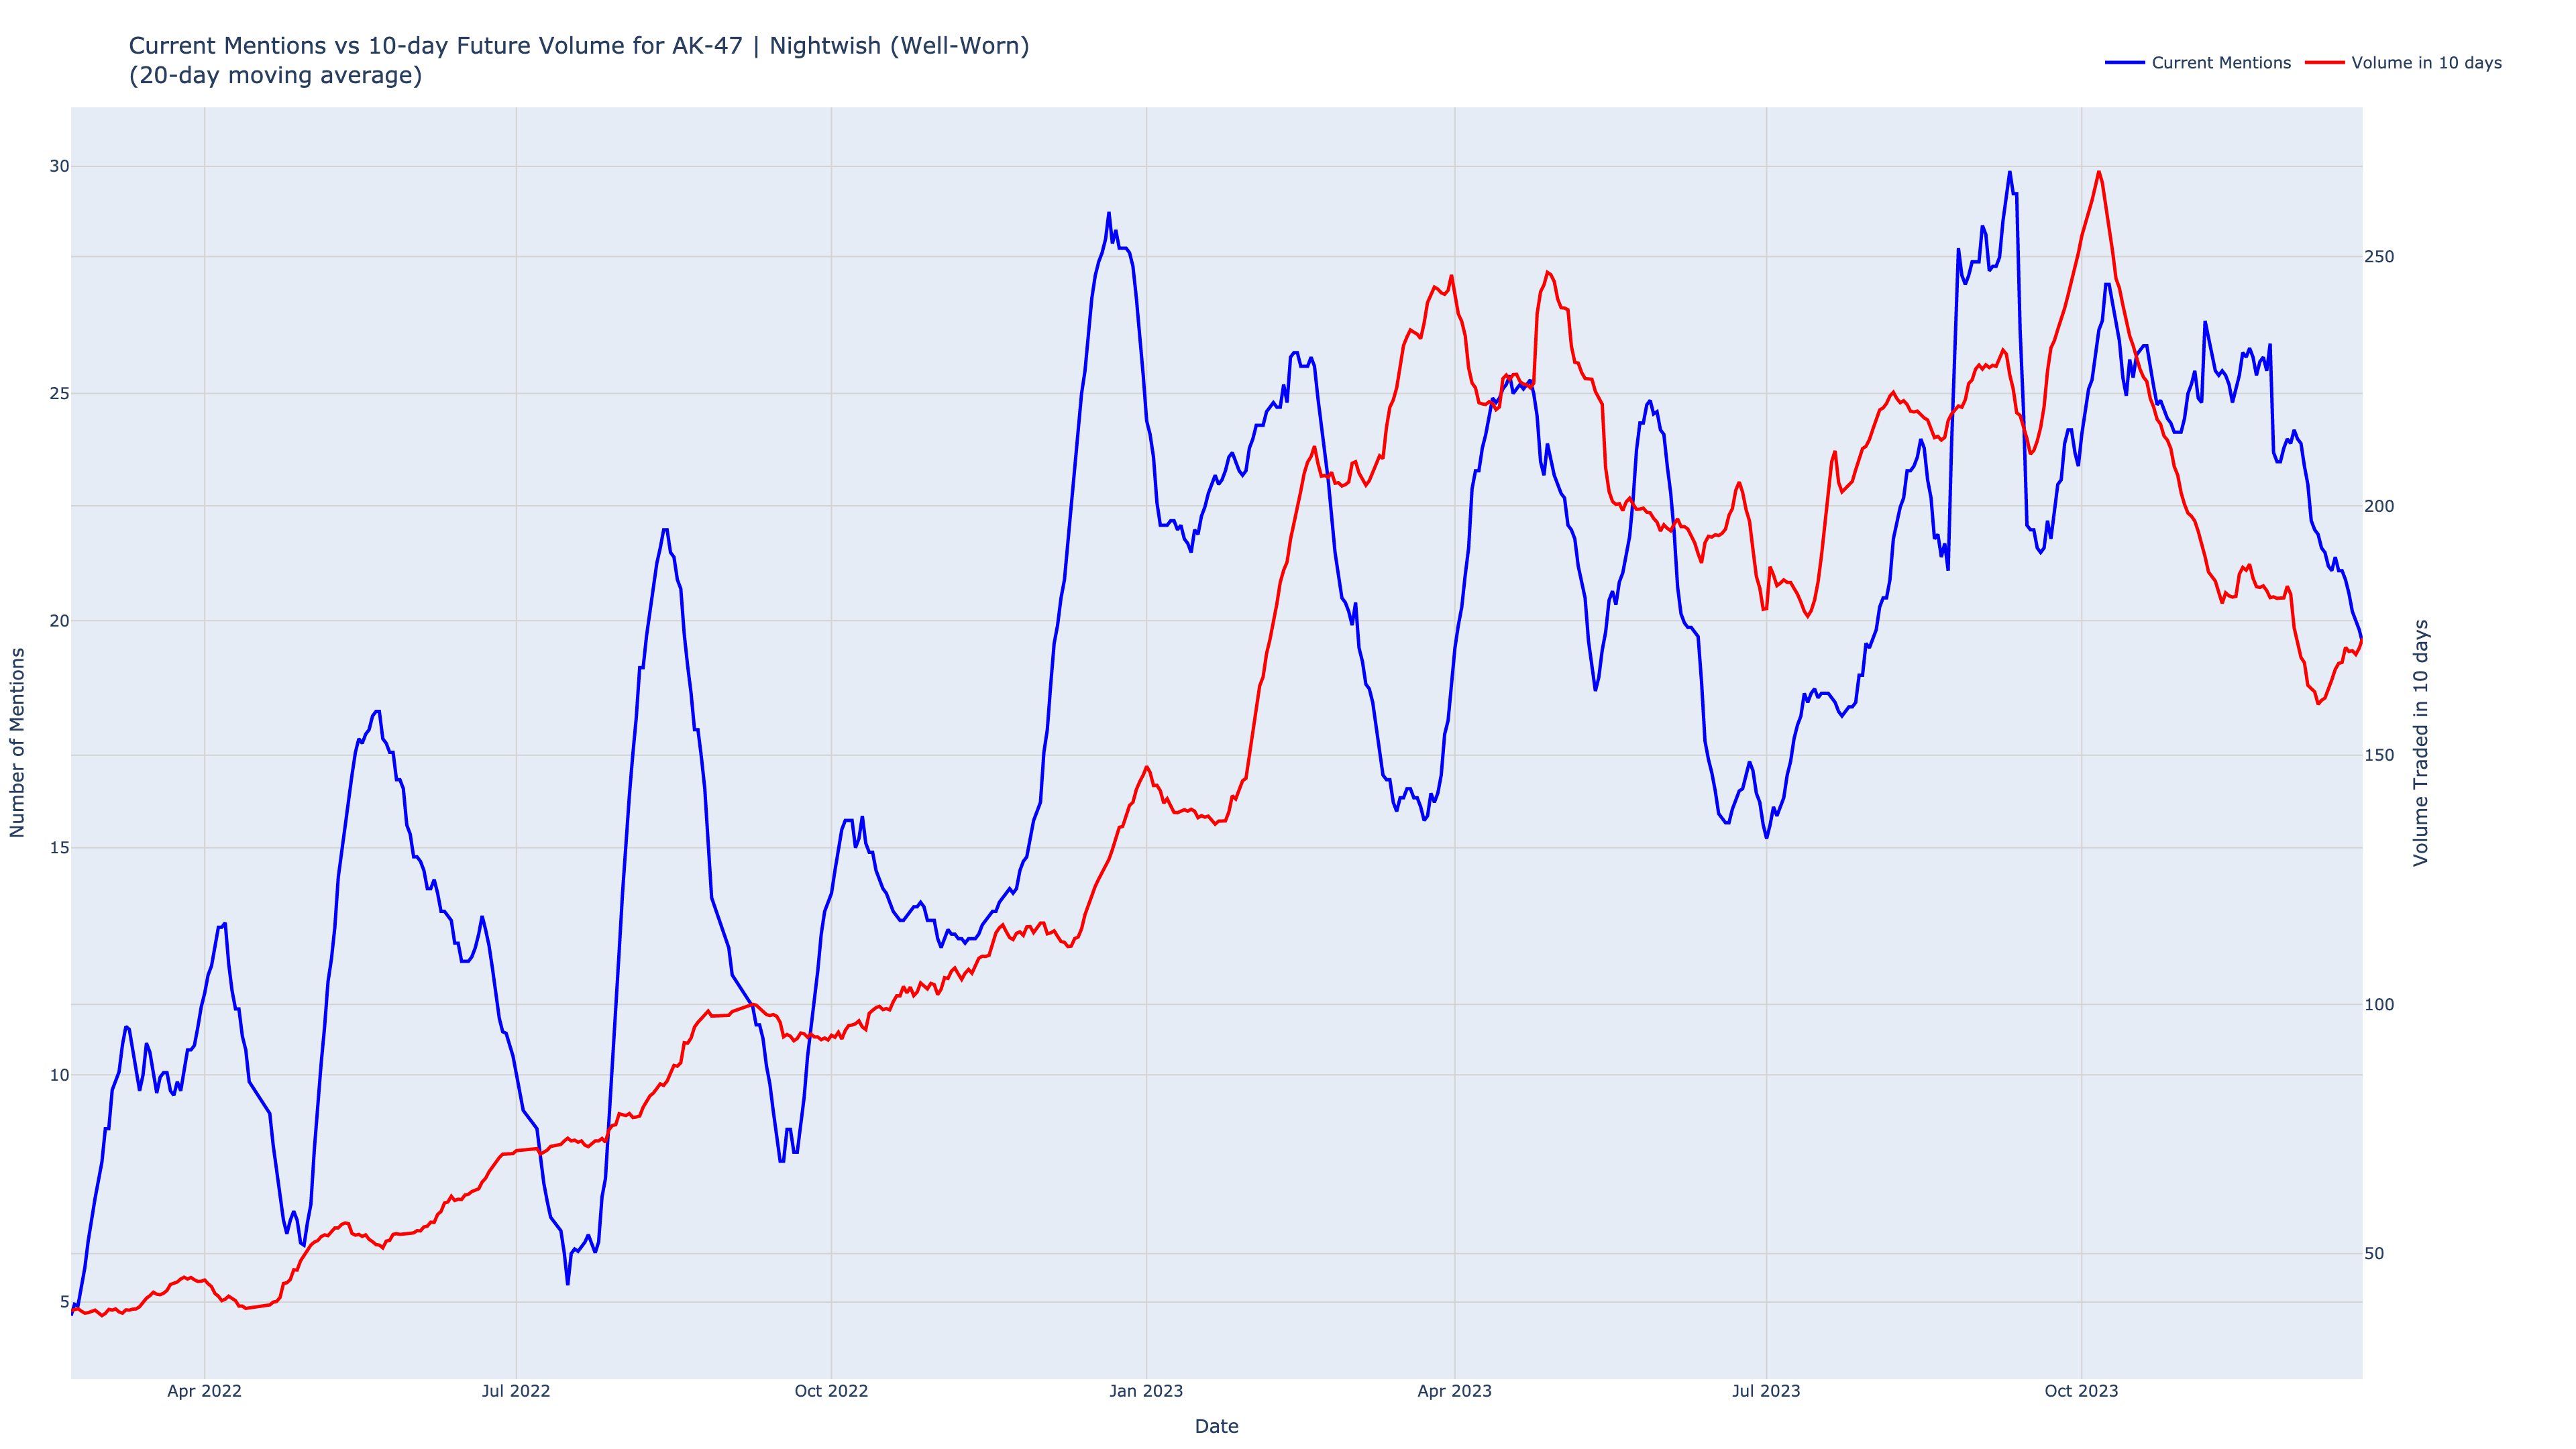 Current Mentions vs 10-day Future Volume for AK-47 | Nightwish (Well-Worn)
(20-day moving average)
Current Mentions
Volume in 10 days
30
25
20
15
10
5
Number of Mentions
250
200
150
100
50
Volume Traded in 10 days
Apr 2022
Jul 2022
Oct 2022
Jan 2023
Apr 2023
Jul 2023
Oct 2023
Date